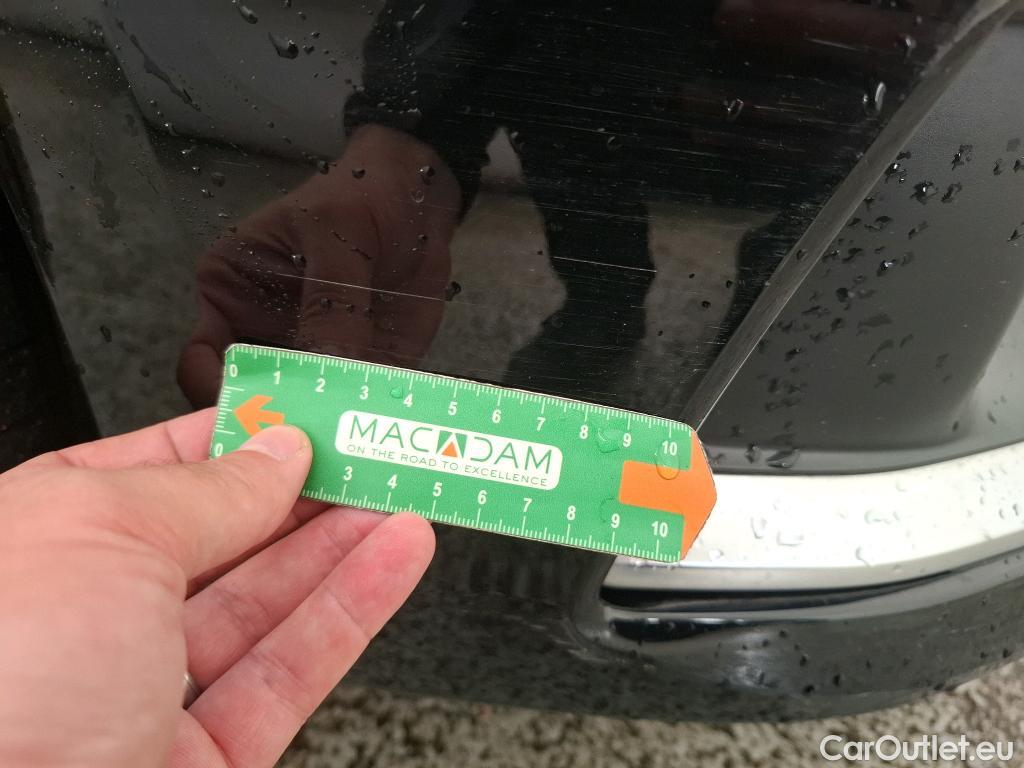 0 1 2 3 4 5 6 7 8 9 10
MACADAM
ON THE ROAD TO EXCELLENCE
0 3 4 5 6 7 8 9 10
CarOutlet.eu